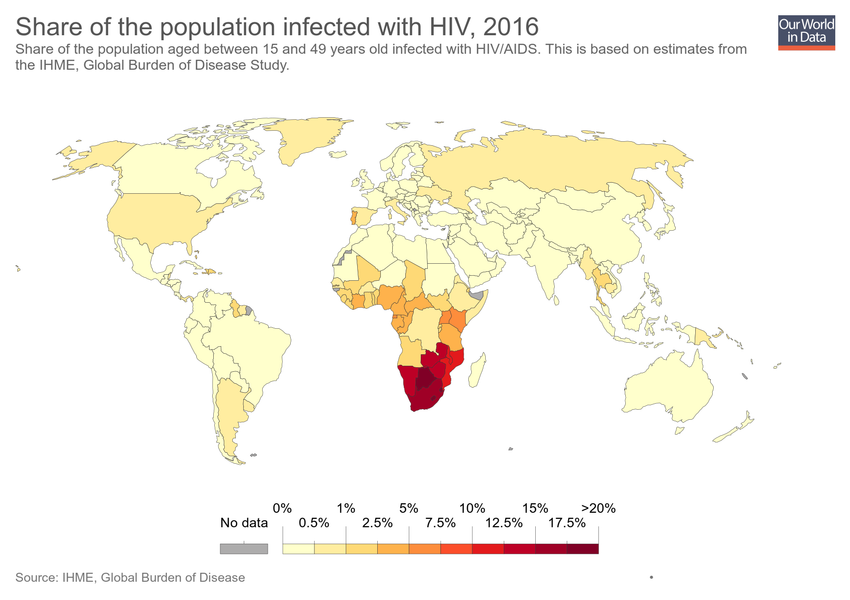 Share of the population infected with HIV, 2016
Our World
in Data
Share of the population aged between 15 and 49 years old infected with HIV/AIDS. This is based on estimates from
the IHME, Global Burden of Disease Study.
0% 1% 5% 10% 15% >20%
No data 0.5% 2.5% 7.5% 12.5% 17.5%
Source: IHME, Global Burden of Disease